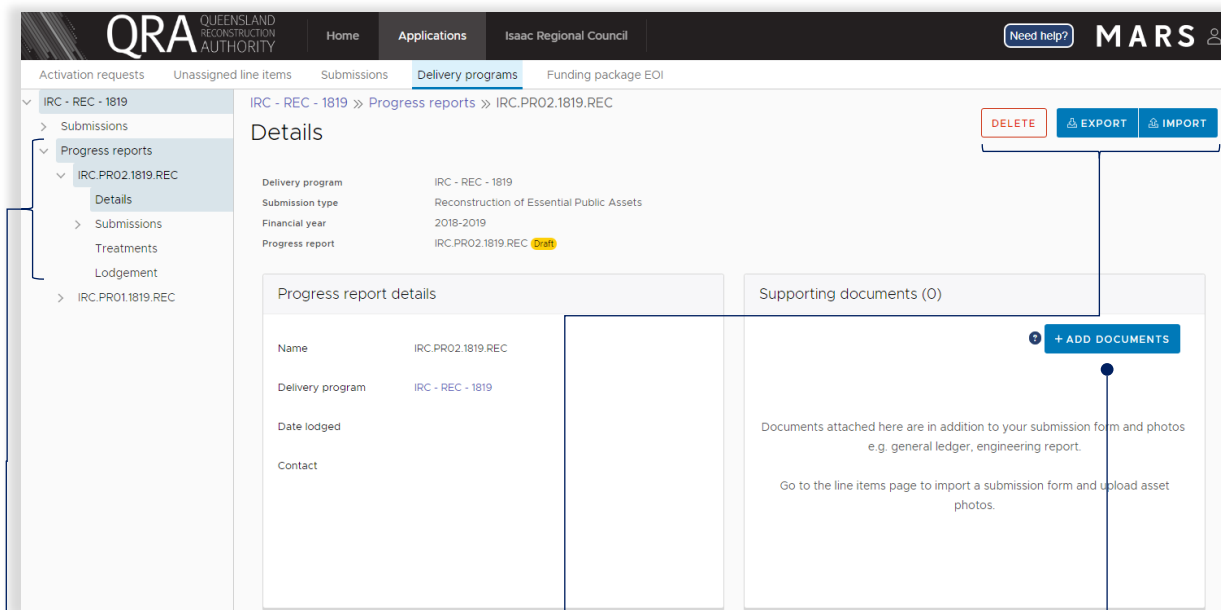 QRA QUEENSLAND RECONSTRUCTION AUTHORITY
Home Applications Isaac Regional Council Need help? MARS
Activation requests Unassigned line items Submissions Delivery programs Funding package EOI
IRC - REC - 1819
Submissions
Progress reports
IRC.PR02.1819.REC
Details
Submissions
Treatments
Lodgement
IRC.PR01.1819.REC
IRC - REC - 1819 » Progress reports » IRC.PR02.1819.REC
Details
DELETE EXPORT IMPORT
Delivery program IRC - REC - 1819
Submission type Reconstruction of Essential Public Assets
Financial year 2018-2019
Progress report IRC.PR02.1819.REC Draft
Progress report details
Name IRC.PR02.1819.REC
Delivery program IRC - REC - 1819
Date lodged
Contact
Supporting documents (0)
? + ADD DOCUMENTS
Documents attached here are in addition to your submission form and photos
e.g. general ledger, engineering report.
Go to the line items page to import a submission form and upload asset
photos.